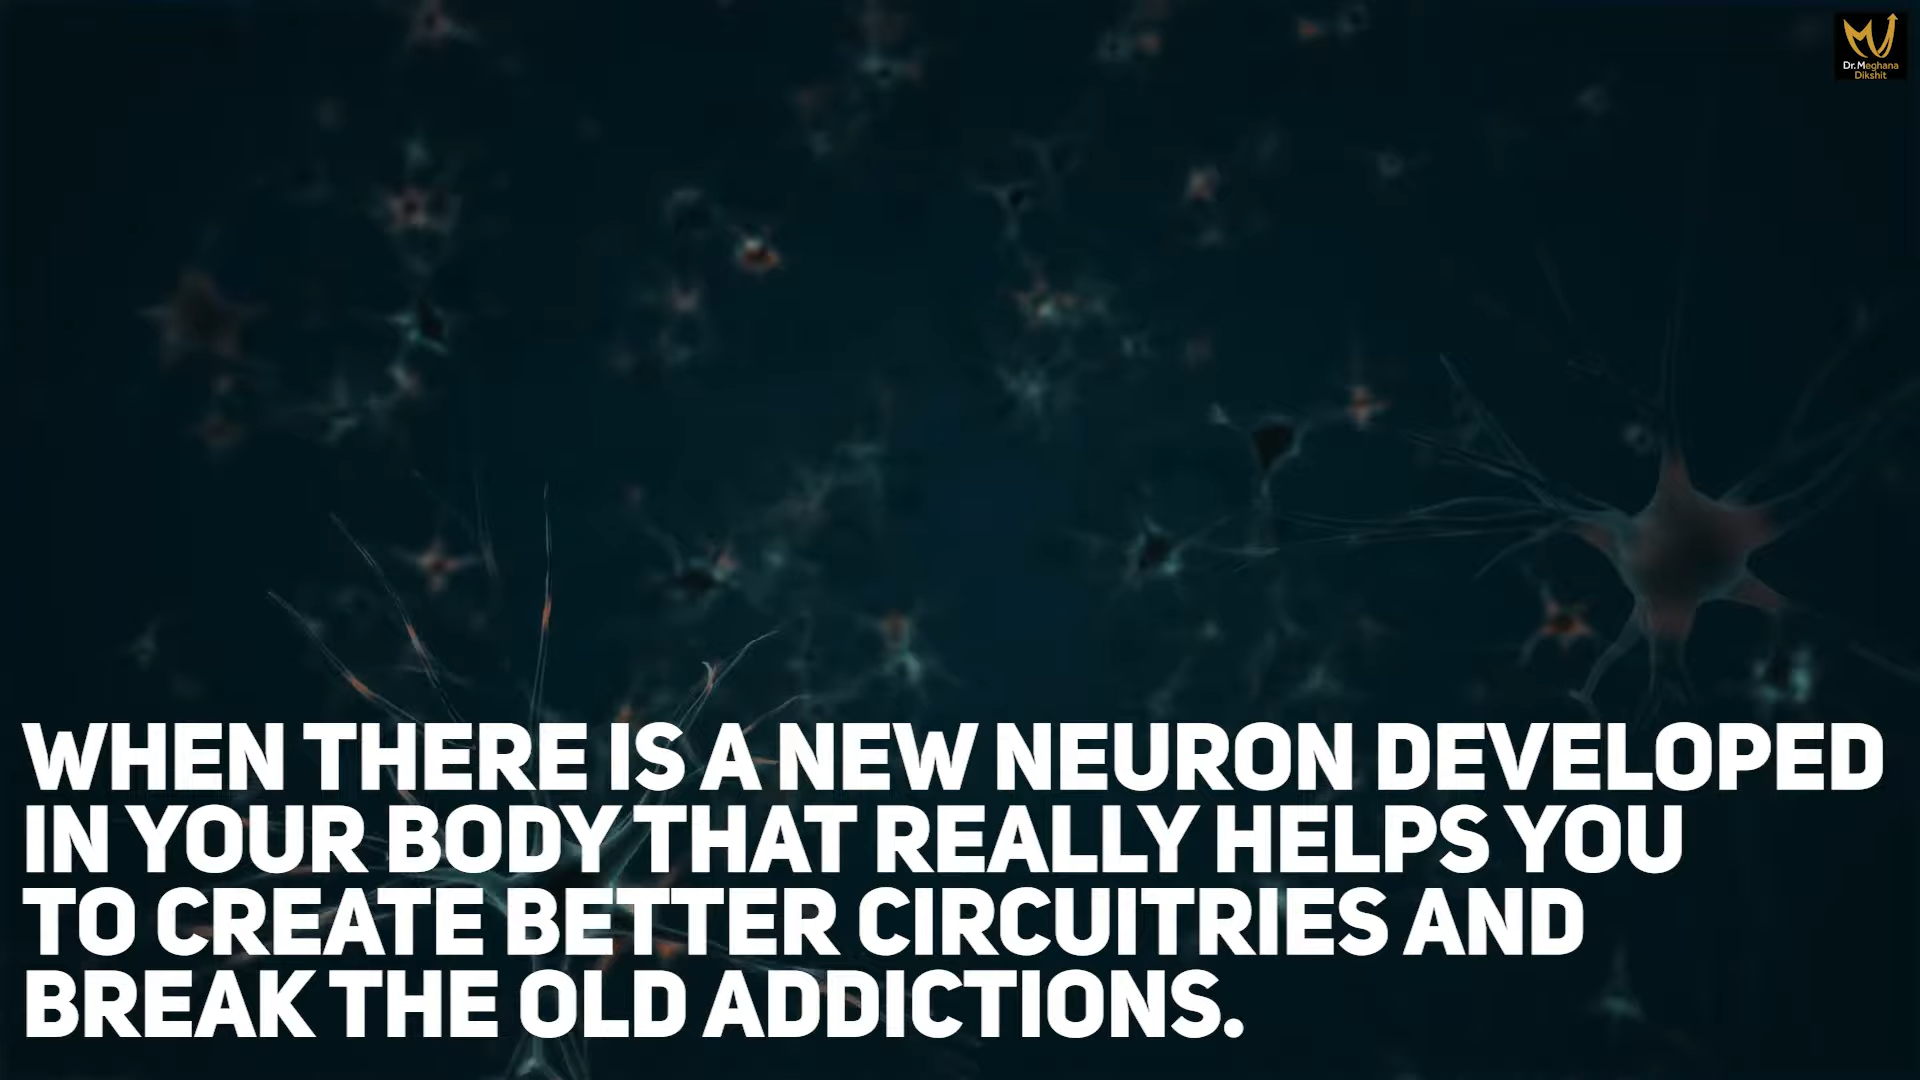 Dr.Meghana
Dikshit
WHEN THERE IS A NEW NEURON DEVELOPED
IN YOUR BODY THAT REALLY HELPS YOU
TO CREATE BETTER CIRCUITRIES AND
BREAK THE OLD ADDICTIONS.